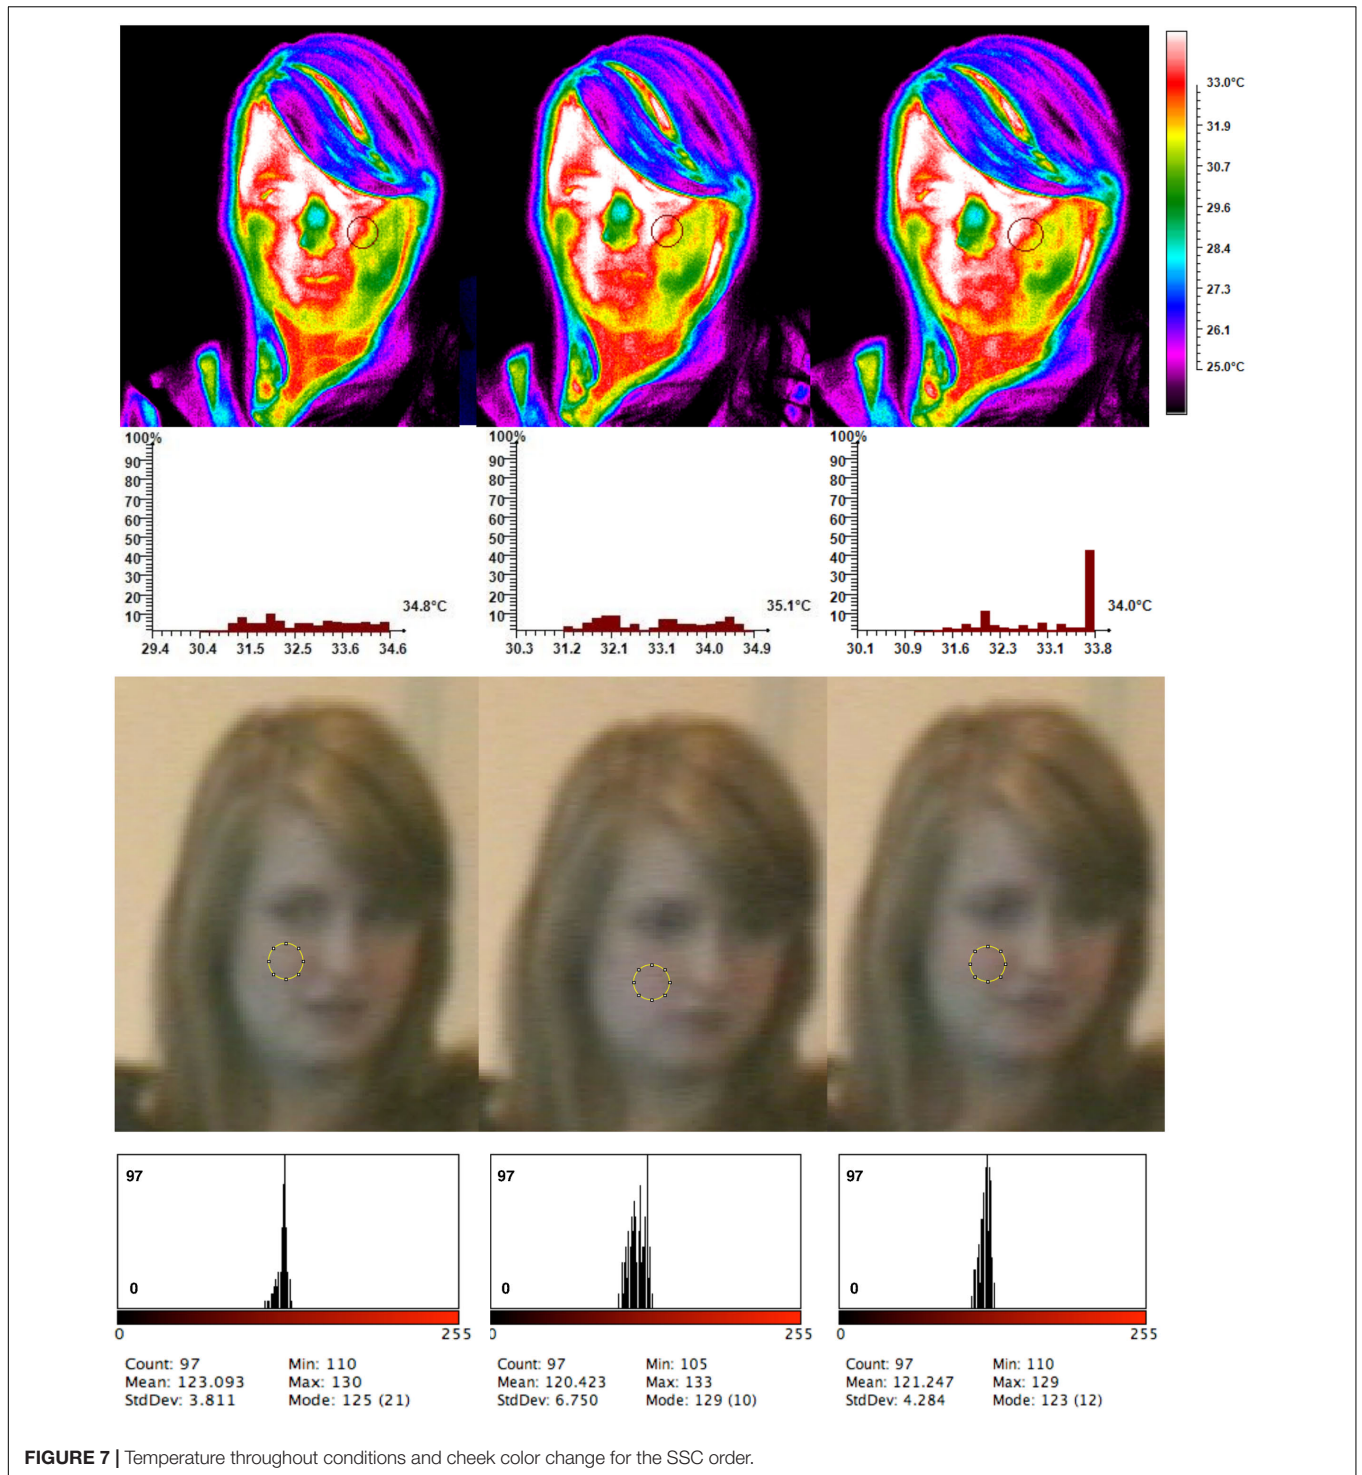 33.0°C
31.9
30.7
29.6
28.4
27.3
26.1
25.0°C
100% 100% 100%
90 90 90
80 80 80
70 70 70
60 60 60
50 50 50
40 40 40
30 30 30
20 34.8°C 20 35.1°C 20 34.0°C
10 10 10
29.4 30.4 31.5 32.5 33.6 34.6 30.3 31.2 32.1 33.1 34.0 34.9 30.1 30.9 31.6 32.3 33.1 33.8
97 97 97
0 0 0
0 255 0 255 0 255
Count: 97 Min: 110 Count: 97 Min: 105 Count: 97 Min: 110
Mean: 123.093 Max: 130 Mean: 120.423 Max: 133 Mean: 121.247 Max: 129
StdDev: 3.811 Mode: 125 (21) StdDev: 6.750 Mode: 129 (10) StdDev: 4.284 Mode: 123 (12)
FIGURE 7 | Temperature throughout conditions and cheek color change for the SSC order.